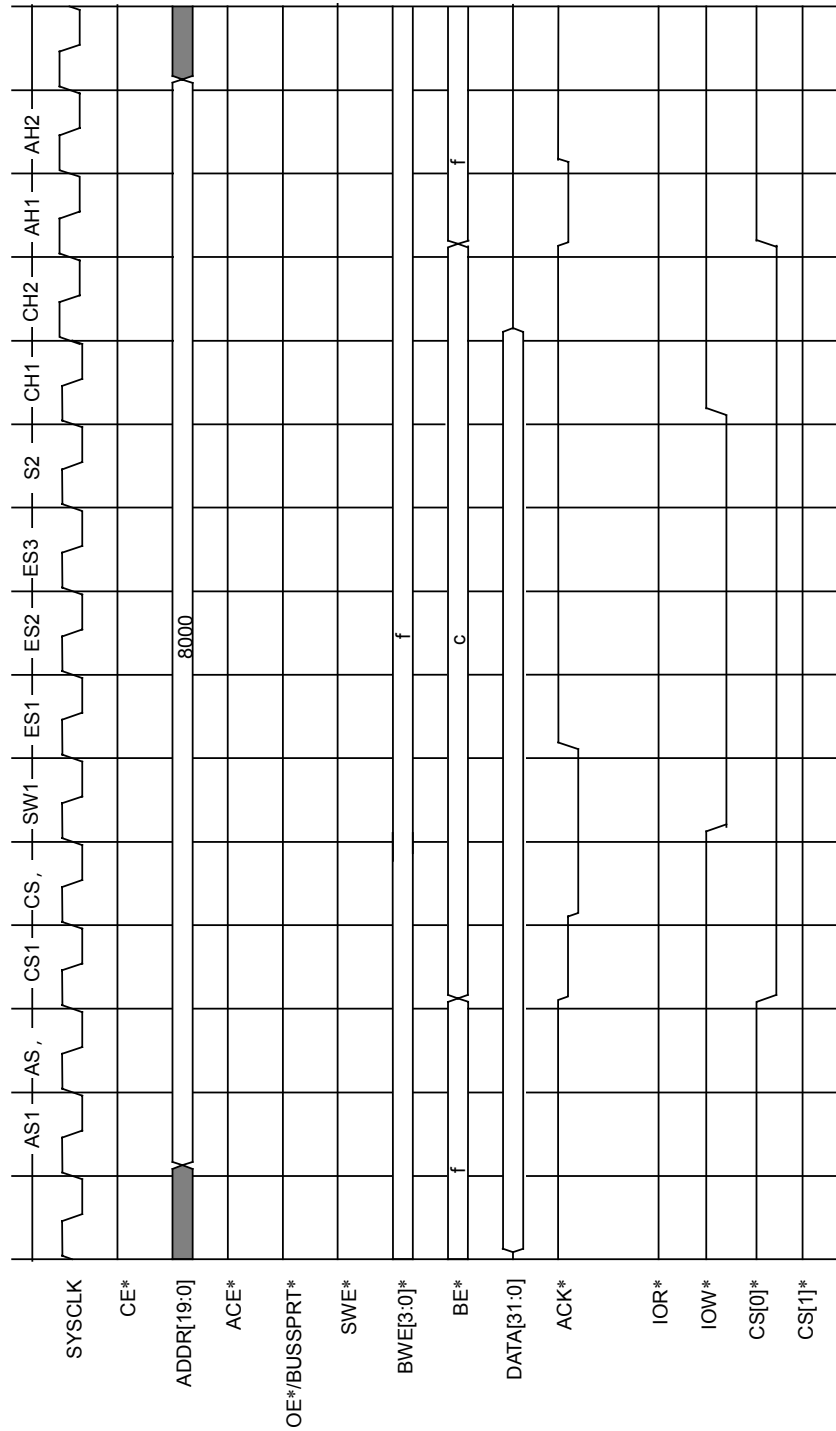 AS1 AS , CS1 CS , SW1 ES1 ES2 ES3 S2 CH1 CH2 AH1 AH2
SYSCLK
CE*
ADDR[19:0] 8000
ACE*
OE*/BUSSPRT*
SWE*
BWE[3:0]* f
BE* f c f
DATA[31:0]
ACK*
IOR*
IOW*
CS[0]*
CS[1]*